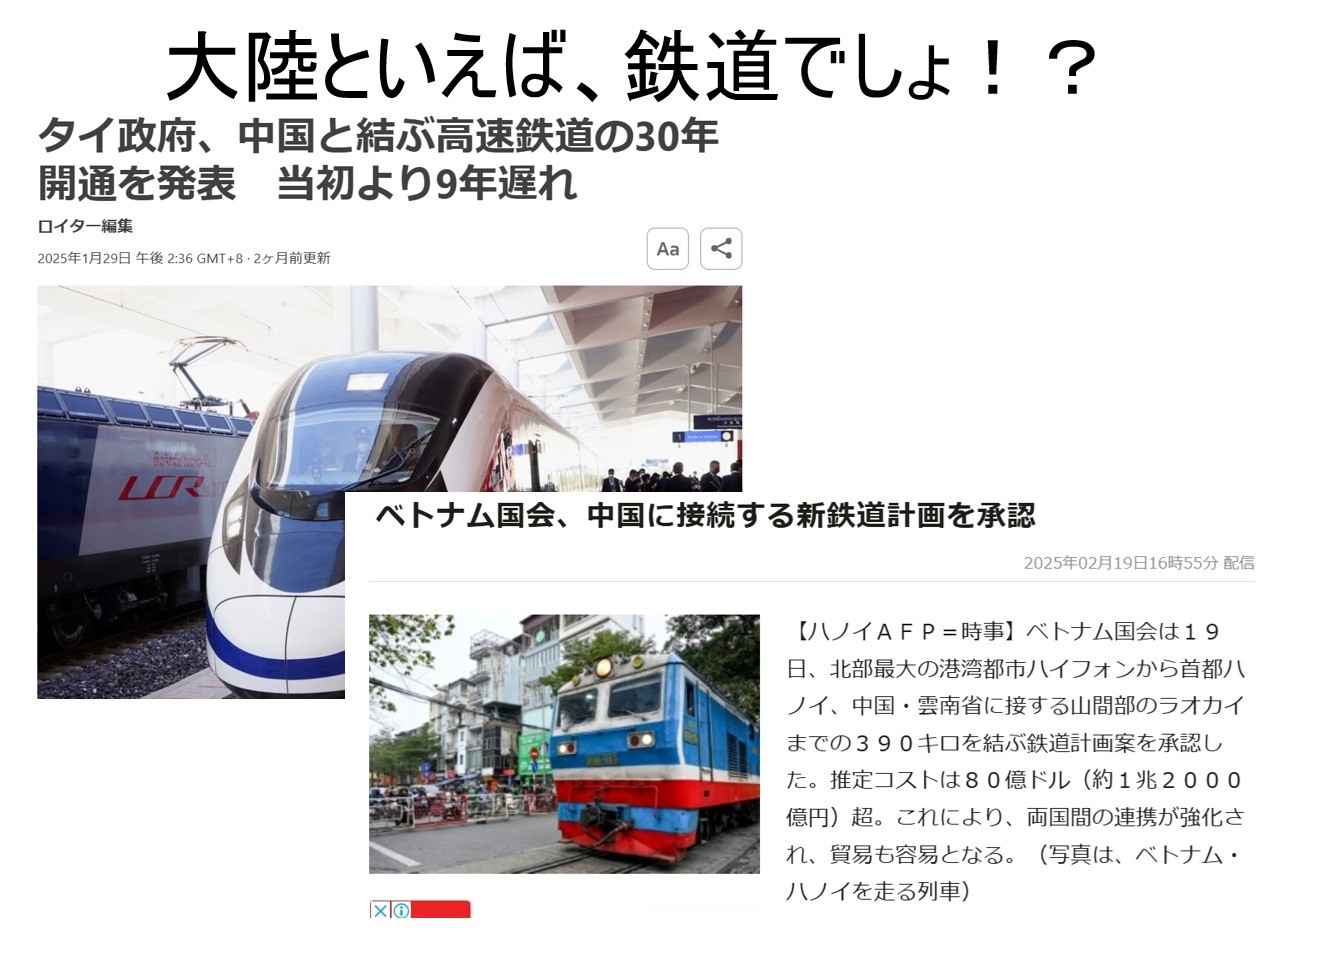 大陸といえば、鉄道でしょ！？
タイ政府、中国と結ぶ高速鉄道の30年
開通を発表　当初より9年遅れ
ロイター編集
2025年1月29日 午後 2:36 GMT+8 · 2ヶ月前更新
Aa
LCR
1
ベトナム国会、中国に接続する新鉄道計画を承認
2025年02月19日16時55分 配信
【ハノイＡＦＰ＝時事】ベトナム国会は１９
日、北部最大の港湾都市ハイフォンから首都ハ
ノイ、中国・雲南省に接する山間部のラオカイ
までの３９０キロを結ぶ鉄道計画案を承認し
た。推定コストは８０億ドル（約１兆２０００
億円）超。これにより、両国間の連携が強化さ
れ、貿易も容易となる。（写真は、ベトナム・
ハノイを走る列車）